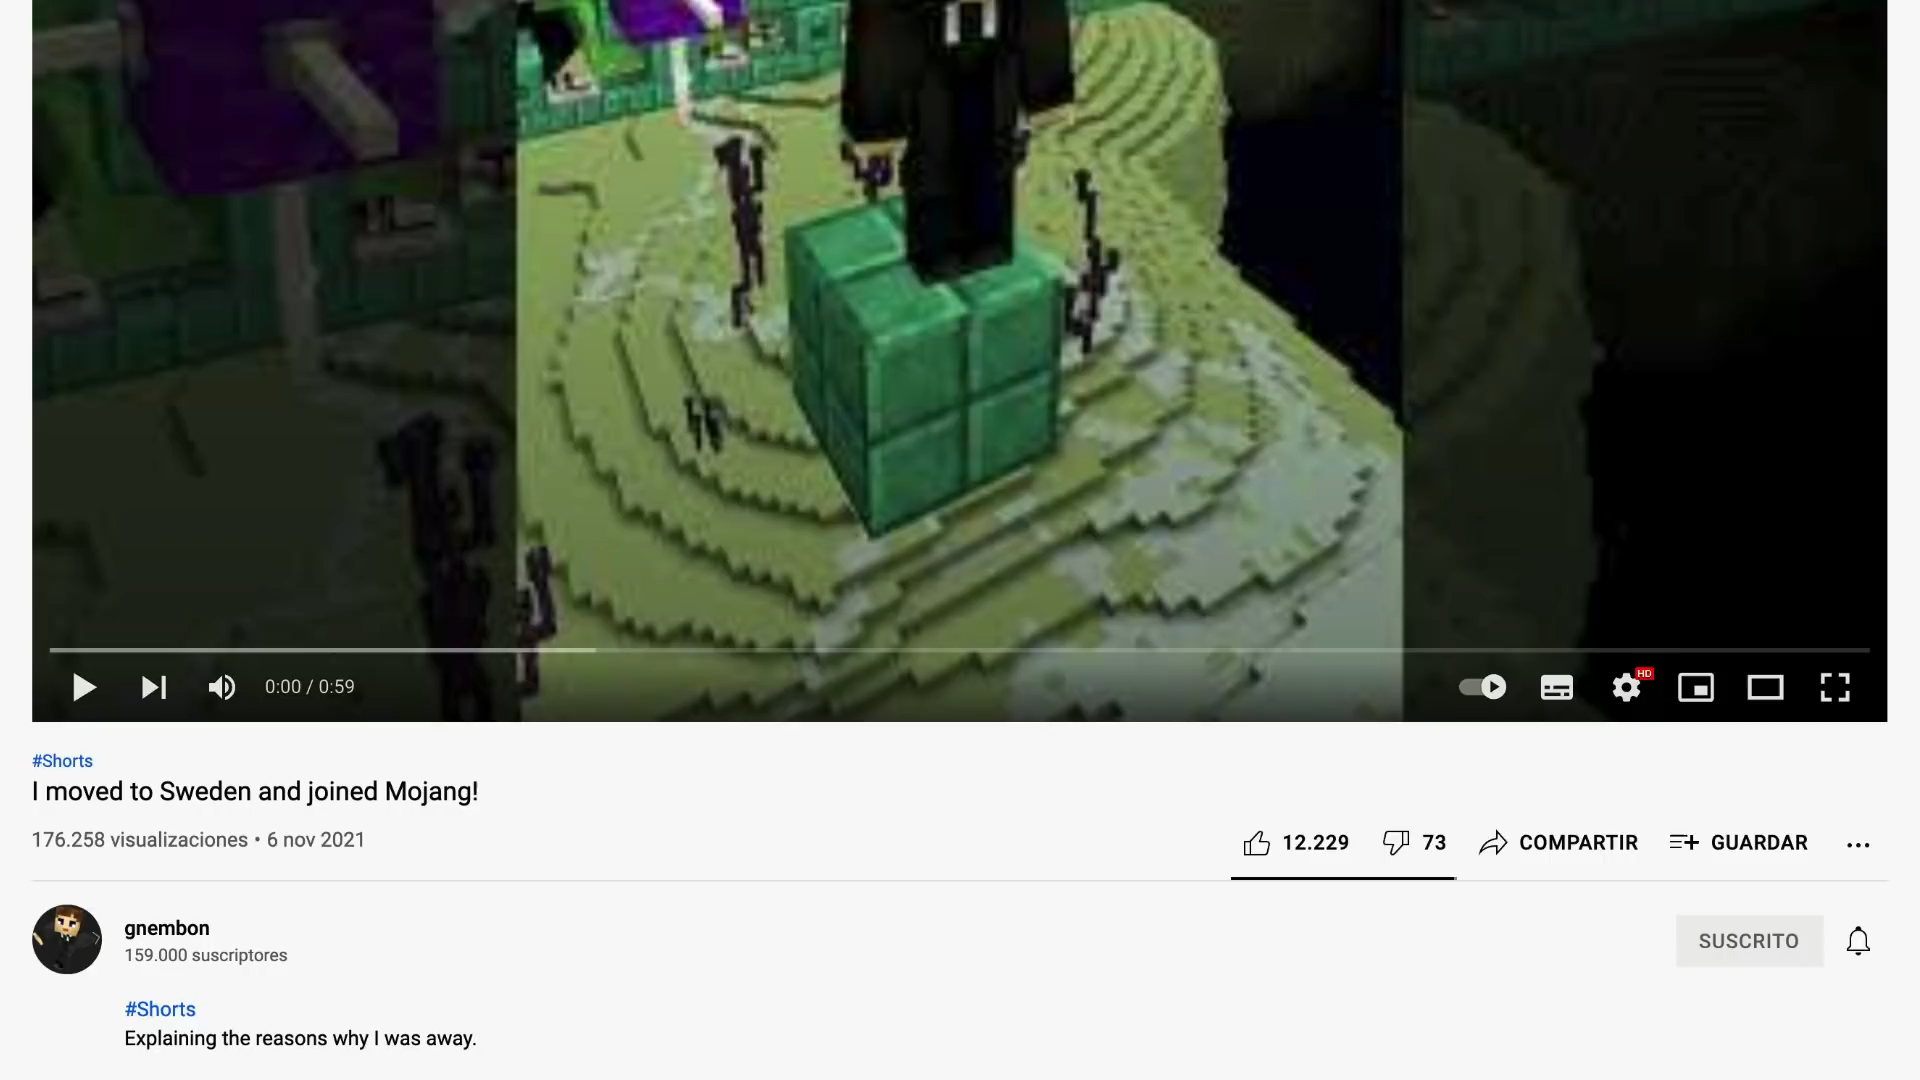 HD
0:00 / 0:59
#Shorts
I moved to Sweden and joined Mojang!
176.258 visualizaciones • 6 nov 2021
12.229
73
COMPARTIR
GUARDAR
gnembon
159.000 suscriptores
SUSCRITO
#Shorts
Explaining the reasons why I was away.